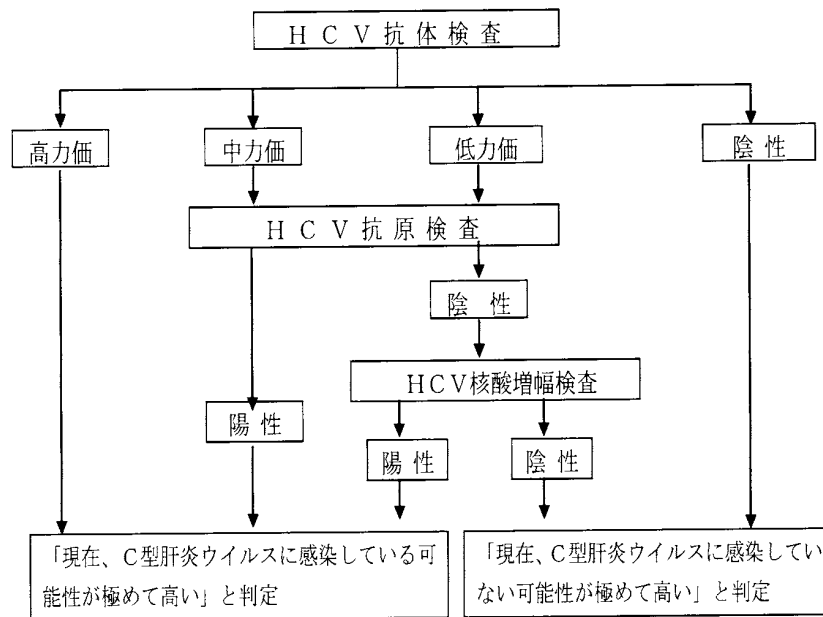 HCV抗体検査
高力価
中力価
低力価
陰性
HCV抗原検査
陰性
HCV核酸増幅検査
陽性
陽性
陰性
「現在、C型肝炎ウイルスに感染している可
能性が極めて高い」と判定
「現在、C型肝炎ウイルスに感染してい
ない可能性が極めて高い」と判定